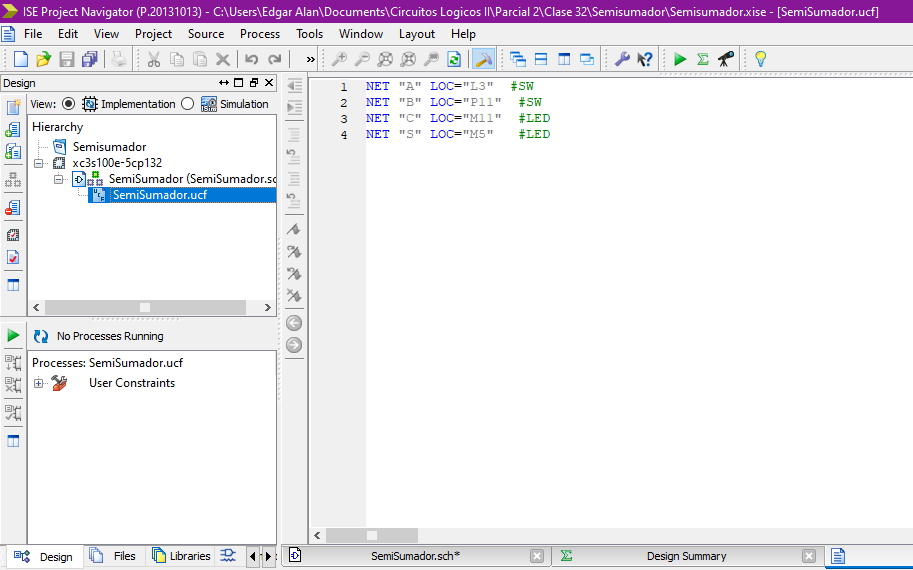 ISE Project Navigator (P.20131013) - C:\Users\Edgar Alan\Documents\Circuitos Logicos II\Parcial 2\Clase 32\Semisumador\Semisumador.xise - [SemiSumador.ucf]
File Edit View Project Source Process Tools Window Layout Help
Design
View: Implementation Simulation
Hierarchy
Semisumador
xc3s100e-5cp132
SemiSumador (SemiSumador.sc
SemiSumador.ucf
No Processes Running
Processes: SemiSumador.ucf
User Constraints
Design Files Libraries
1 NET "A" LOC="L3" #SW
2 NET "B" LOC="P11" #SW
3 NET "C" LOC="M11" #LED
4 NET "S" LOC="M5" #LED
SemiSumador.sch*
Design Summary